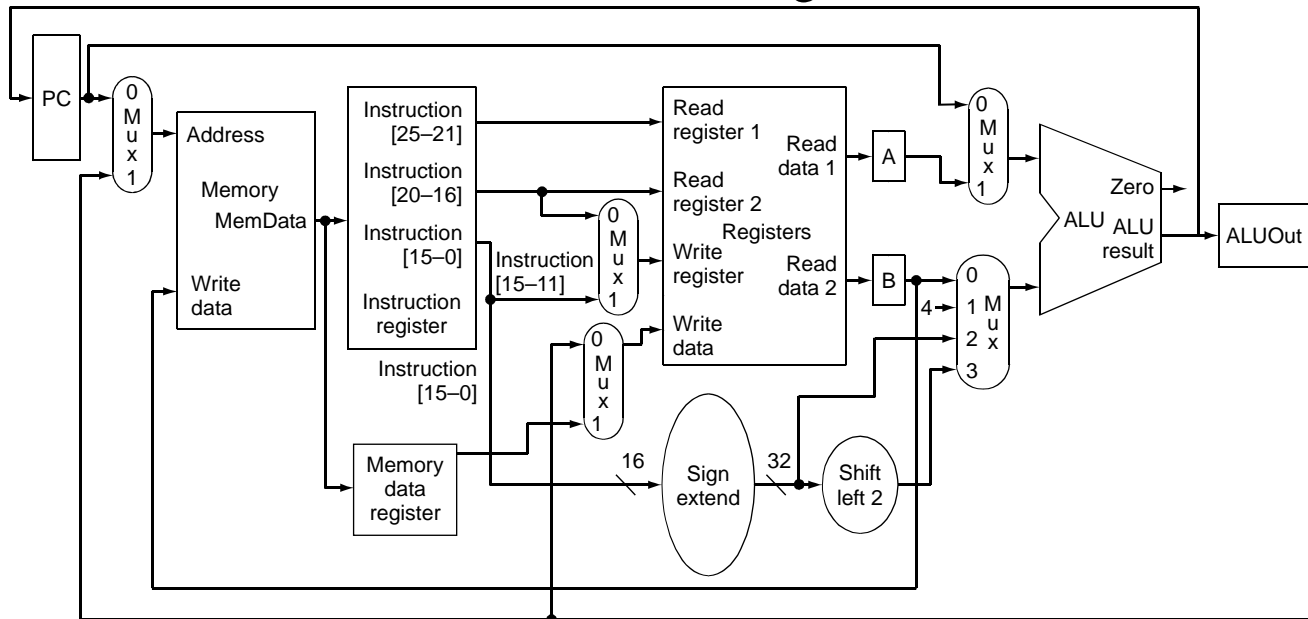 PC
0
M
u
x
1
Address
Memory
MemData
Write
data
Instruction
[25–21]
Instruction
[20–16]
Instruction
[15–0]
Instruction
register
Instruction
[15–11]
Instruction
[15–0]
0
M
u
x
1
0
M
u
x
1
Memory
data
register
Read
register 1
Read
register 2
Registers
Write
register
Write
data
Read
data 1
Read
data 2
A
B
16
Sign
extend
32
Shift
left 2
0
M
u
x
1
4
0
1
2
3
M
u
x
Zero
ALU
ALU
result
ALUOut